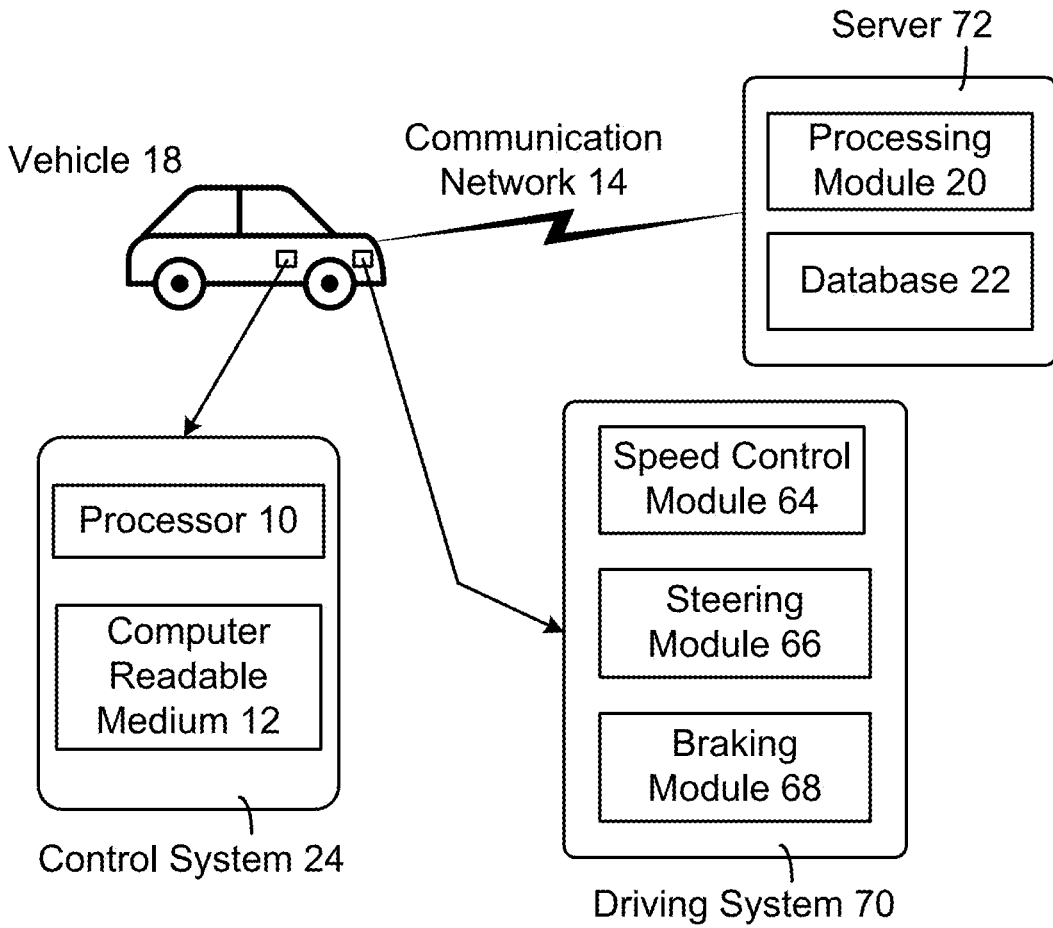 Server 72
Processing
Module 20
Database 22
Communication
Network 14
Vehicle 18
Processor 10
Computer
Readable
Medium 12
Control System 24
Speed Control
Module 64
Steering
Module 66
Braking
Module 68
Driving System 70